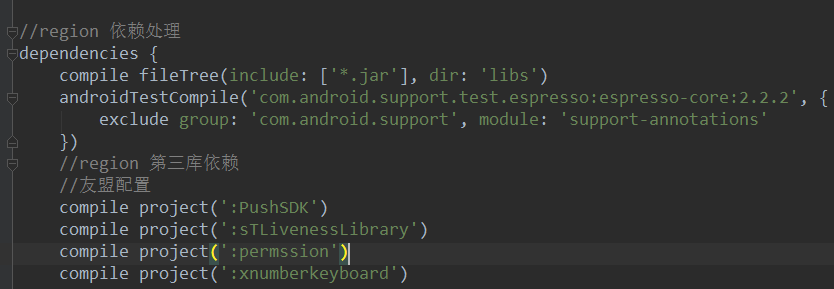 //region 依赖处理
dependencies {
    compile fileTree(include: ['*.jar'], dir: 'libs')
    androidTestCompile('com.android.support.test.espresso:espresso-core:2.2.2', {
        exclude group: 'com.android.support', module: 'support-annotations'
    })
    //region 第三库依赖
    //友盟配置
    compile project(':PushSDK')
    compile project(':sTLivenessLibrary')
    compile project(':permssion')
    compile project(':xnumberkeyboard')